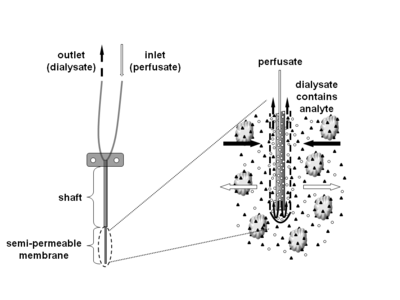 outlet
(dialysate)
inlet
(perfusate)
perfusate
dialysate
contains
analyte
shaft
semi-permeable
membrane